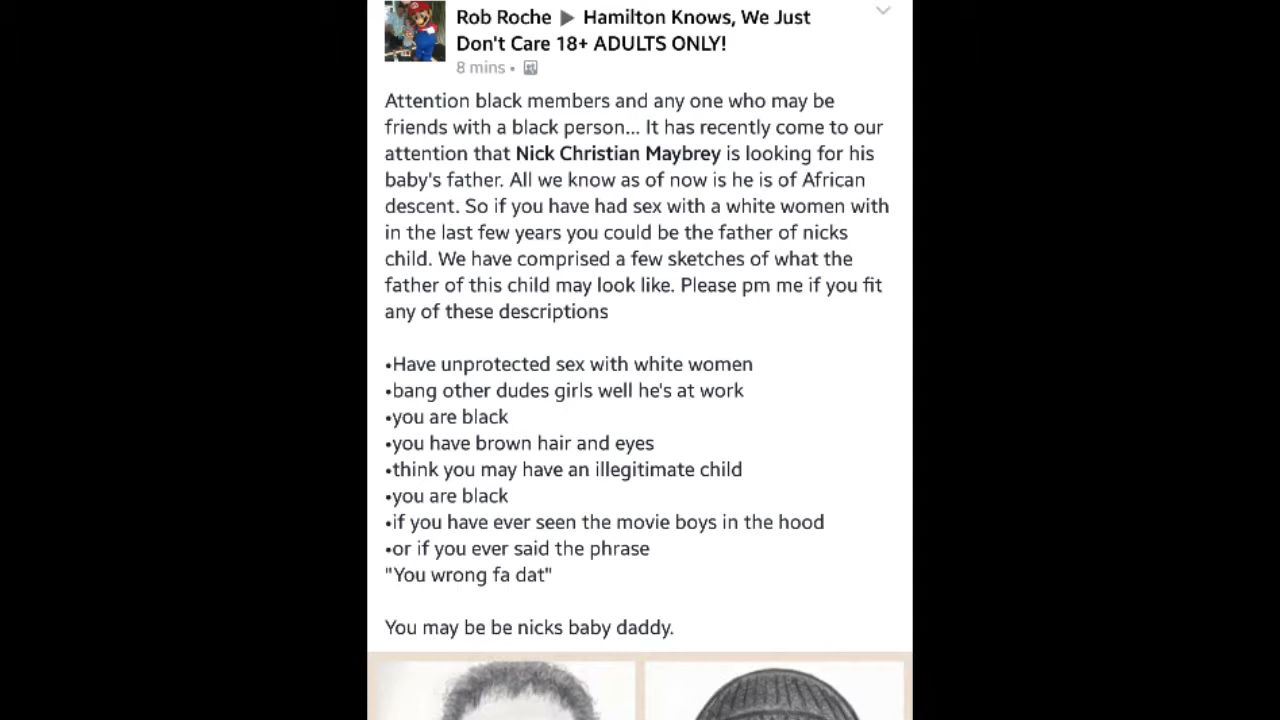 Rob Roche ▶ Hamilton Knows, We Just
Don't Care 18+ ADULTS ONLY!
8 mins •
Attention black members and any one who may be
friends with a black person... It has recently come to our
attention that Nick Christian Maybrey is looking for his
baby's father. All we know as of now is he is of African
descent. So if you have had sex with a white women with
in the last few years you could be the father of nicks
child. We have comprised a few sketches of what the
father of this child may look like. Please pm me if you fit
any of these descriptions
•Have unprotected sex with white women
•bang other dudes girls well he's at work
•you are black
•you have brown hair and eyes
•think you may have an illegitimate child
•you are black
•if you have ever seen the movie boys in the hood
•or if you ever said the phrase
"You wrong fa dat"
You may be be nicks baby daddy.